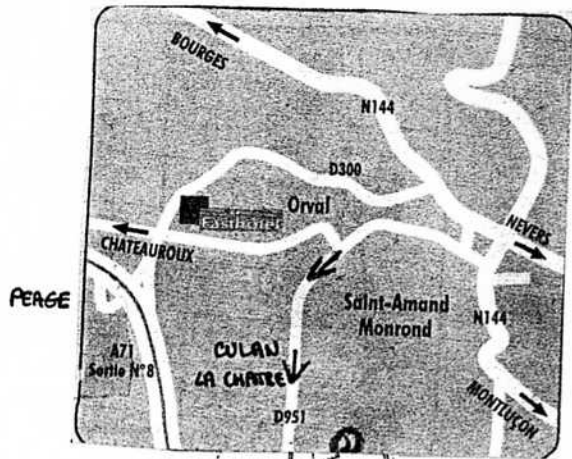 BOURGES
N144
D300
Orval
NEVERS
CHATEAUROUX
PEAGE
Saint-Amand
Monrond
N144
A71
Sortie N°8
CULAN
LA CHATRE
MONTLUÇON
D951